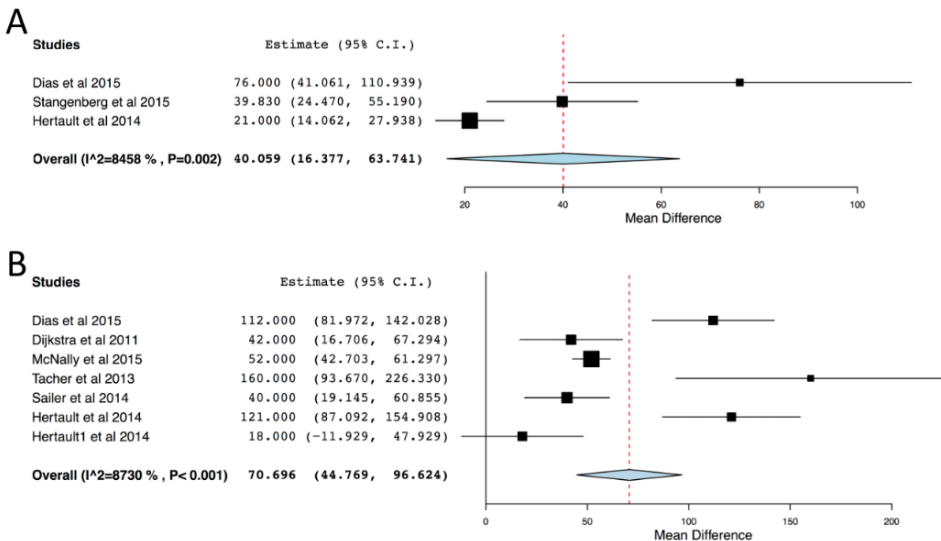 A
Studies Estimate (95% C.I.)
Dias et al 2015 76.000 (41.061, 110.939)
Stangenberg et al 2015 39.830 (24.470, 55.190)
Hertault et al 2014 21.000 (14.062, 27.938)
Overall (I^2=8458 % , P=0.002) 40.059 (16.377, 63.741)
20 40 60 80 100
Mean Difference
B
Studies Estimate (95% C.I.)
Dias et al 2015 112.000 (81.972, 142.028)
Dijkstra et al 2011 42.000 (16.706, 67.294)
McNally et al 2015 52.000 (42.703, 61.297)
Tacher et al 2013 160.000 (93.670, 226.330)
Sailer et al 2014 40.000 (19.145, 60.855)
Hertault et al 2014 121.000 (87.092, 154.908)
Hertault1 et al 2014 18.000 (-11.929, 47.929)
Overall (I^2=8730 % , P< 0.001) 70.696 (44.769, 96.624)
0 50 100 150 200
Mean Difference